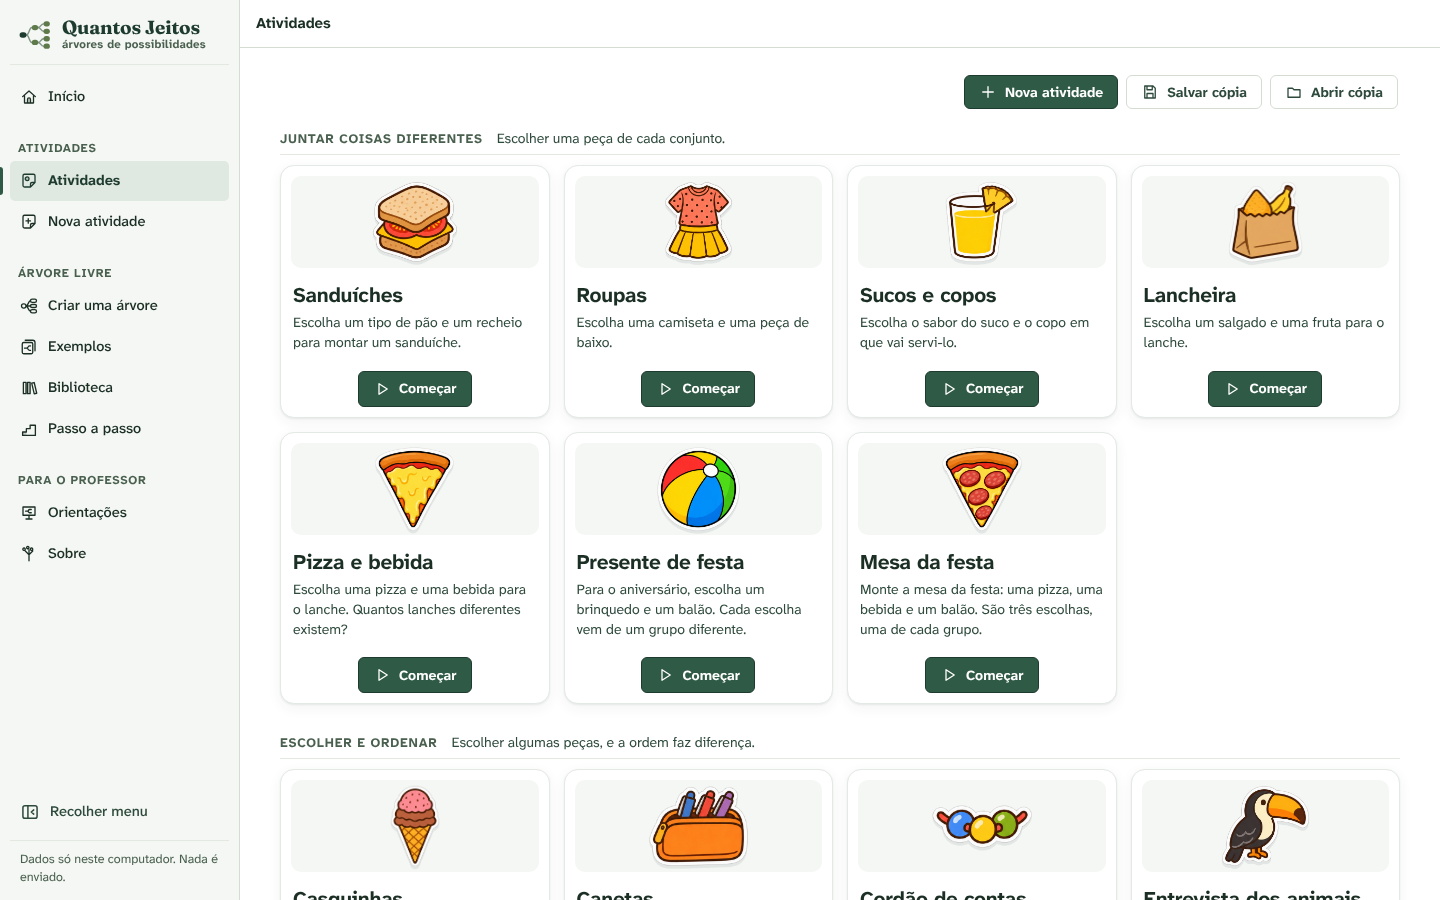 Quantos Jeitos
árvores de possibilidades
Início
ATIVIDADES
Atividades
Nova atividade
ÁRVORE LIVRE
Criar uma árvore
Exemplos
Biblioteca
Passo a passo
PARA O PROFESSOR
Orientações
Sobre
Recolher menu
Dados só neste computador. Nada é
enviado.
Atividades
Nova atividade
Salvar cópia
Abrir cópia
JUNTAR COISAS DIFERENTES Escolher uma peça de cada conjunto.
Sanduíches
Escolha um tipo de pão e um recheio
para montar um sanduíche.
Começar
Roupas
Escolha uma camiseta e uma peça de
baixo.
Começar
Sucos e copos
Escolha o sabor do suco e o copo em
que vai servi-lo.
Começar
Lancheira
Escolha um salgado e uma fruta para o
lanche.
Começar
Pizza e bebida
Escolha uma pizza e uma bebida para
o lanche. Quantos lanches diferentes
existem?
Começar
Presente de festa
Para o aniversário, escolha um
brinquedo e um balão. Cada escolha
vem de um grupo diferente.
Começar
Mesa da festa
Monte a mesa da festa: uma pizza, uma
bebida e um balão. São três escolhas,
uma de cada grupo.
Começar
ESCOLHER E ORDENAR Escolher algumas peças, e a ordem faz diferença.
Casquinhas
Canetas
Cordão de contas
Entrevista dos animais